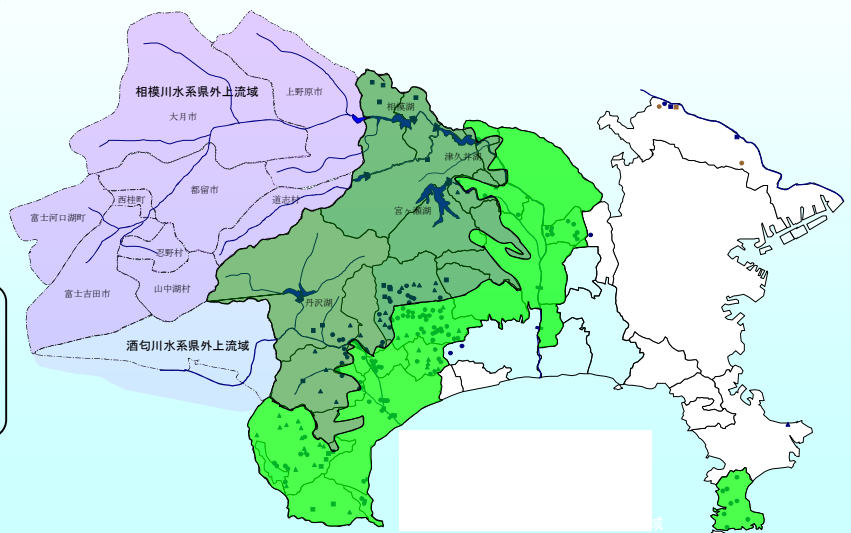 相模川水系県外上流域
上野原市
大月市
相模湖
津久井湖
西桂町
都留市
道志村
宮ヶ瀬湖
富士河口湖町
忍野村
富士吉田市
山中湖村
丹沢湖
酒匂川水系県外上流域